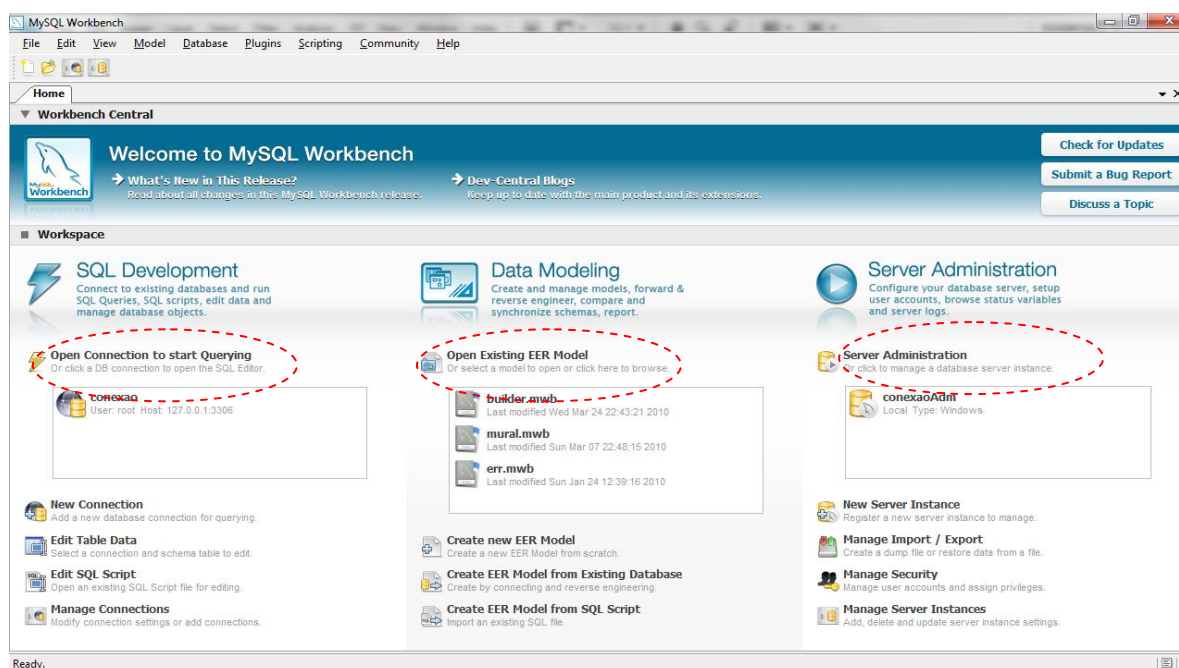 MySQL Workbench
File Edit View Model Database Plugins Scripting Community Help
Home
Workbench Central
MySQL
Workbench
Welcome to MySQL Workbench
What's New in This Release?
Read about all changes in this MySQL Workbench release.
Dev-Central Blogs
Keep up to date with the main product and its extensions.
Check for Updates
Submit a Bug Report
Discuss a Topic
Workspace
SQL Development
Connect to existing databases and run
SQL Queries, SQL scripts, edit data and
manage database objects.
Open Connection to start Querying
Or click a DB connection to open the SQL Editor.
conexao
User: root Host: 127.0.0.1:3306
New Connection
Add a new database connection for querying.
Edit Table Data
Select a connection and schema table to edit.
Edit SQL Script
Open an existing SQL Script file for editing.
Manage Connections
Modify connection settings or add connections.
Data Modeling
Create and manage models, forward &
reverse engineer, compare and
synchronize schemas, report.
Open Existing EER Model
Or select a model to open or click here to browse.
builder.mwb
Last modified Wed Mar 24 22:43:21 2010
mural.mwb
Last modified Sun Mar 07 22:48:15 2010
err.mwb
Last modified Sun Jan 24 12:39:16 2010
Create new EER Model
Create a new EER Model from scratch.
Create EER Model from Existing Database
Create by connecting and reverse engineering.
Create EER Model from SQL Script
Import an existing SQL file.
Server Administration
Configure your database server, setup
user accounts, browse status variables
and server logs.
Server Administration
Or click to manage a database server instance.
conexaoAdm
Local Type: Windows
New Server Instance
Register a new server instance to manage.
Manage Import / Export
Create a dump file or restore data from a file.
Manage Security
Manage user accounts and assign privileges.
Manage Server Instances
Add, delete and update server instance settings.
Ready.